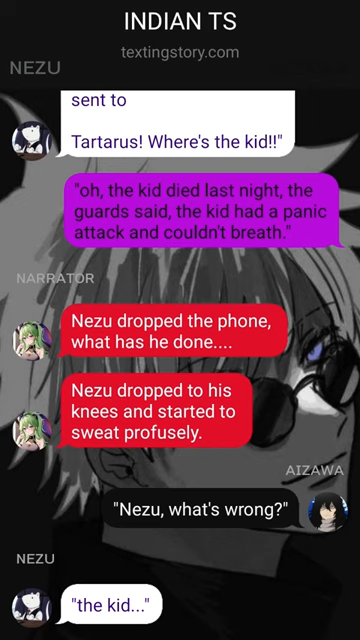 INDIAN TS
textingstory.com
NEZU
sent to
Tartarus! Where's the kid!!"
"oh, the kid died last night, the
guards said, the kid had a panic
attack and couldn't breath."
NARRATOR
Nezu dropped the phone,
what has he done....
Nezu dropped to his
knees and started to
sweat profusely.
AIZAWA
"Nezu, what's wrong?"
NEZU
"the kid..."